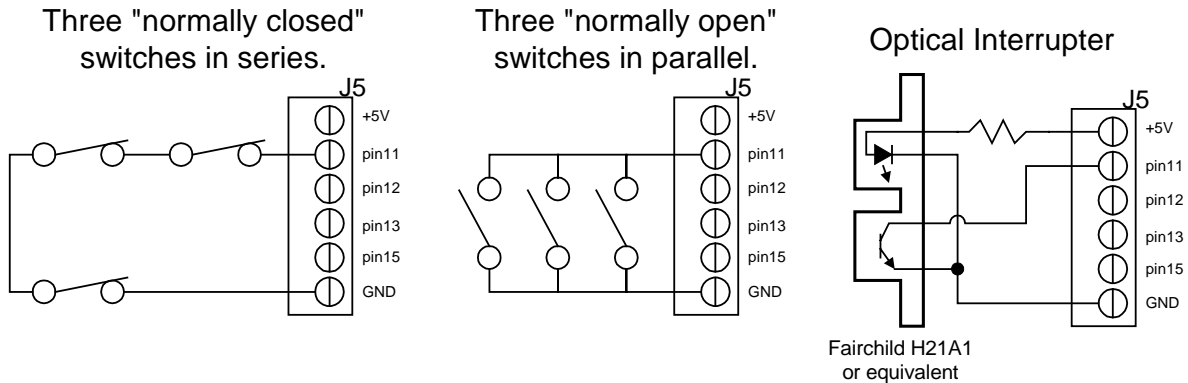 Three "normally closed"
switches in series.
J5
+5V
pin11
pin12
pin13
pin15
GND
Three "normally open"
switches in parallel.
J5
+5V
pin11
pin12
pin13
pin15
GND
Optical Interrupter
J5
+5V
pin11
pin12
pin13
pin15
GND
Fairchild H21A1
or equivalent